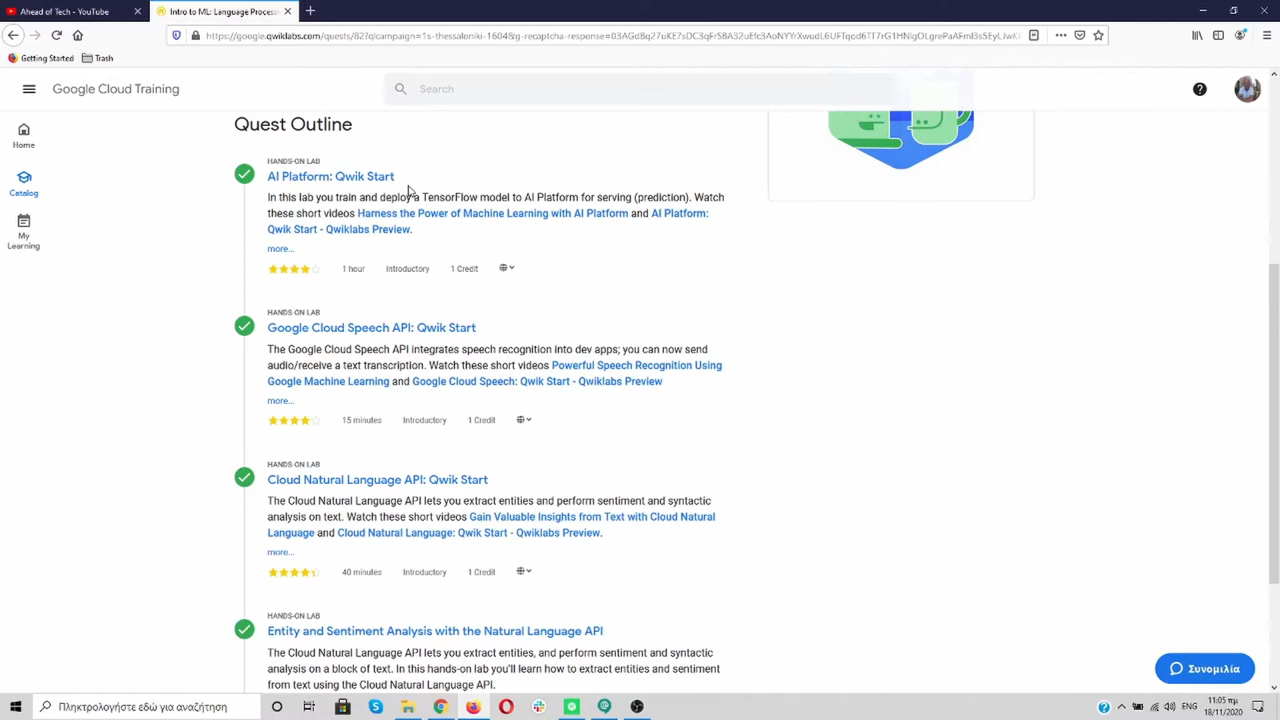 Ahead of Tech - YouTube
Intro to ML: Language Process
Getting Started
Trash
Google Cloud Training
Search
Home
Catalog
My
Learning
Quest Outline
HANDS-ON LAB
AI Platform: Qwik Start
In this lab you train and deploy a TensorFlow model to AI Platform for serving (prediction). Watch
these short videos Harness the Power of Machine Learning with AI Platform and AI Platform:
Qwik Start - Qwiklabs Preview.
more...
1 hour Introductory 1 Credit
HANDS-ON LAB
Google Cloud Speech API: Qwik Start
The Google Cloud Speech API integrates speech recognition into dev apps; you can now send
audio/receive a text transcription. Watch these short videos Powerful Speech Recognition Using
Google Machine Learning and Google Cloud Speech: Qwik Start - Qwiklabs Preview
more...
15 minutes Introductory 1 Credit
HANDS-ON LAB
Cloud Natural Language API: Qwik Start
The Cloud Natural Language API lets you extract entities and perform sentiment and syntactic
analysis on text. Watch these short videos Gain Valuable Insights from Text with Cloud Natural
Language and Cloud Natural Language: Qwik Start - Qwiklabs Preview.
more...
40 minutes Introductory 1 Credit
HANDS-ON LAB
Entity and Sentiment Analysis with the Natural Language API
The Cloud Natural Language API lets you extract entities, and perform sentiment and syntactic
analysis on a block of text. In this hands-on lab you'll learn how to extract entities and sentiment
from text using the Cloud Natural Language API.
Συνομιλία
Πληκτρολογήστε εδώ για αναζήτηση
ΕΠΗ
11:05 πμ
18/11/2020